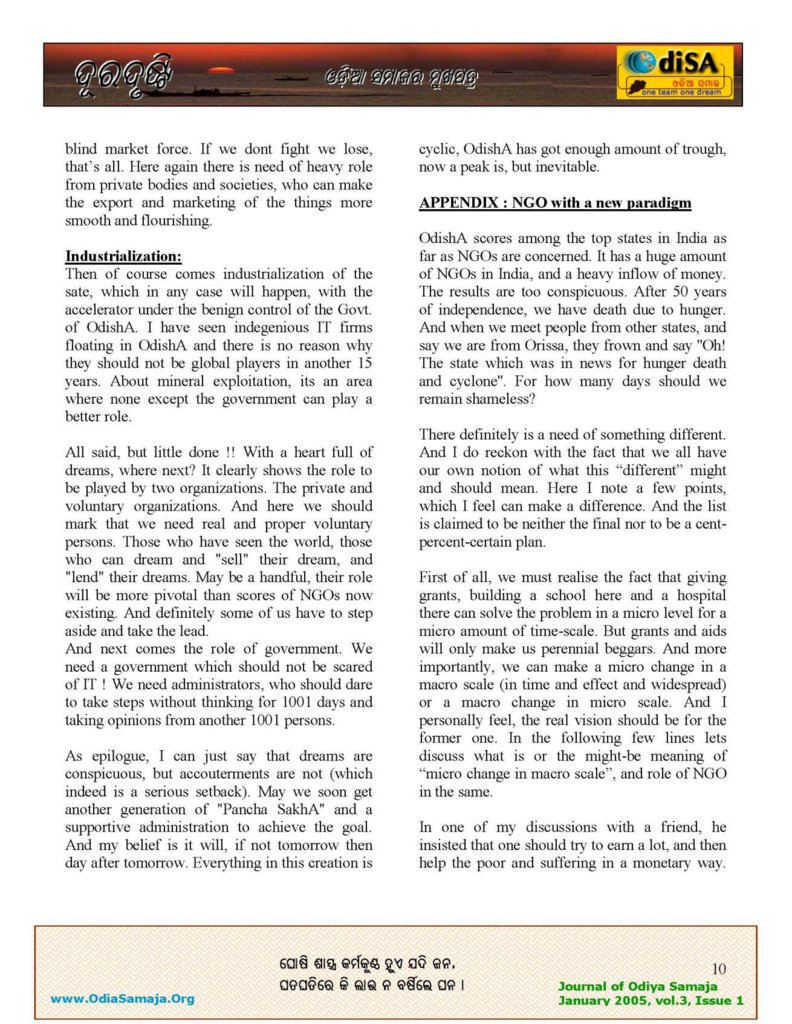 ଦୂରଦୃଷ୍ଟି
ଓଡ଼ିଆ ସମାଜର ମୁଖପତ୍ର
OdiSA
ଓଡ଼ିଆ ସମାଜ
one team one dream
blind market force. If we dont fight we lose,
that's all. Here again there is need of heavy role
from private bodies and societies, who can make
the export and marketing of the things more
smooth and flourishing.
Industrialization:
Then of course comes industrialization of the
sate, which in any case will happen, with the
accelerator under the benign control of the Govt.
of OdishA. I have seen indegenious IT firms
floating in OdishA and there is no reason why
they should not be global players in another 15
years. About mineral exploitation, its an area
where none except the government can play a
better role.
All said, but little done !! With a heart full of
dreams, where next? It clearly shows the role to
be played by two organizations. The private and
voluntary organizations. And here we should
mark that we need real and proper voluntary
persons. Those who have seen the world, those
who can dream and "sell" their dream, and
"lend" their dreams. May be a handful, their role
will be more pivotal than scores of NGOs now
existing. And definitely some of us have to step
aside and take the lead.
And next comes the role of government. We
need a government which should not be scared
of IT ! We need administrators, who should dare
to take steps without thinking for 1001 days and
taking opinions from another 1001 persons.
As epilogue, I can just say that dreams are
conspicuous, but accouterments are not (which
indeed is a serious setback). May we soon get
another generation of "Pancha SakhA" and a
supportive administration to achieve the goal.
And my belief is it will, if not tomorrow then
day after tomorrow. Everything in this creation is
cyclic, OdishA has got enough amount of trough,
now a peak is, but inevitable.
APPENDIX : NGO with a new paradigm
OdishA scores among the top states in India as
far as NGOs are concerned. It has a huge amount
of NGOs in India, and a heavy inflow of money.
The results are too conspicuous. After 50 years
of independence, we have death due to hunger.
And when we meet people from other states, and
say we are from Orissa, they frown and say "Oh!
The state which was in news for hunger death
and cyclone". For how many days should we
remain shameless?
There definitely is a need of something different.
And I do reckon with the fact that we all have
our own notion of what this “different” might
and should mean. Here I note a few points,
which I feel can make a difference. And the list
is claimed to be neither the final nor to be a cent-
percent-certain plan.
First of all, we must realise the fact that giving
grants, building a school here and a hospital
there can solve the problem in a micro level for a
micro amount of time-scale. But grants and aids
will only make us perennial beggars. And more
importantly, we can make a micro change in a
macro scale (in time and effect and widespread)
or a macro change in micro scale. And I
personally feel, the real vision should be for the
former one. In the following few lines lets
discuss what is or the might-be meaning of
“micro change in macro scale”, and role of NGO
in the same.
In one of my discussions with a friend, he
insisted that one should try to earn a lot, and then
help the poor and suffering in a monetary way.
ଘୋଷି ଶାସ୍ତ୍ର କର୍ମକୁଣ୍ଠ ହୁଏ ଯଦି ଜନ,
ଘଡଘଡିରେ କି ଲାଭ ନ ବର୍ଷିଲେ ଘନ ।
10
www.OdiaSamaja.Org
Journal of Odiya Samaja
January 2005, vol.3, Issue 1